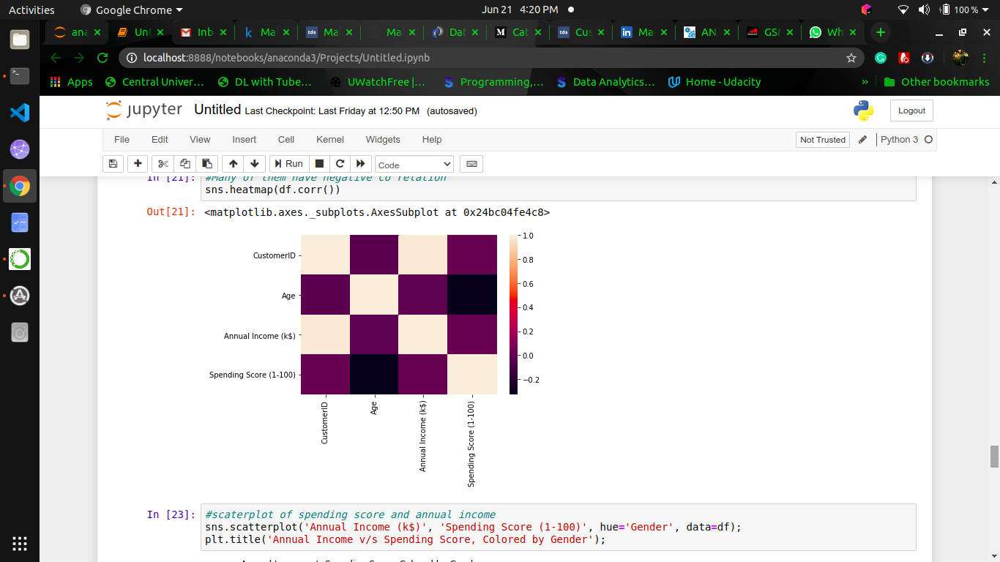 Activities
Google Chrome
Jun 21 4:20 PM
100 %
ana
Unt
Inb
Mal
Mal
Mal
Dat
Cat
Cus
Ma
AN
GSM
Wh
localhost:8888/notebooks/anaconda3/Projects/Untitled.ipynb
Apps
Central Univer…
DL with Tube…
UWatchFree |…
Programming,…
Data Analytics…
Home - Udacity
»
Other bookmarks
jupyter Untitled Last Checkpoint: Last Friday at 12:50 PM (autosaved)
Logout
File Edit View Insert Cell Kernel Widgets Help
Not Trusted
Python 3
Run
Code
In [21]: #Many of them have negative co relation
sns.heatmap(df.corr())
Out[21]: <matplotlib.axes._subplots.AxesSubplot at 0x24bc04fe4c8>
CustomerID
Age
Annual Income (k$)
Spending Score (1-100)
CustomerID
Age
Annual Income (k$)
Spending Score (1-100)
1.0
0.8
0.6
0.4
0.2
0.0
−0.2
In [23]: #scaterplot of spending score and annual income
sns.scatterplot('Annual Income (k$)', 'Spending Score (1-100)', hue='Gender', data=df);
plt.title('Annual Income v/s Spending Score, Colored by Gender');